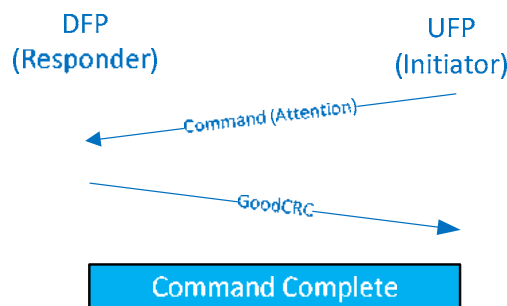 DFP
(Responder)
UFP
(Initiator)
Command (Attention)
GoodCRC
Command Complete